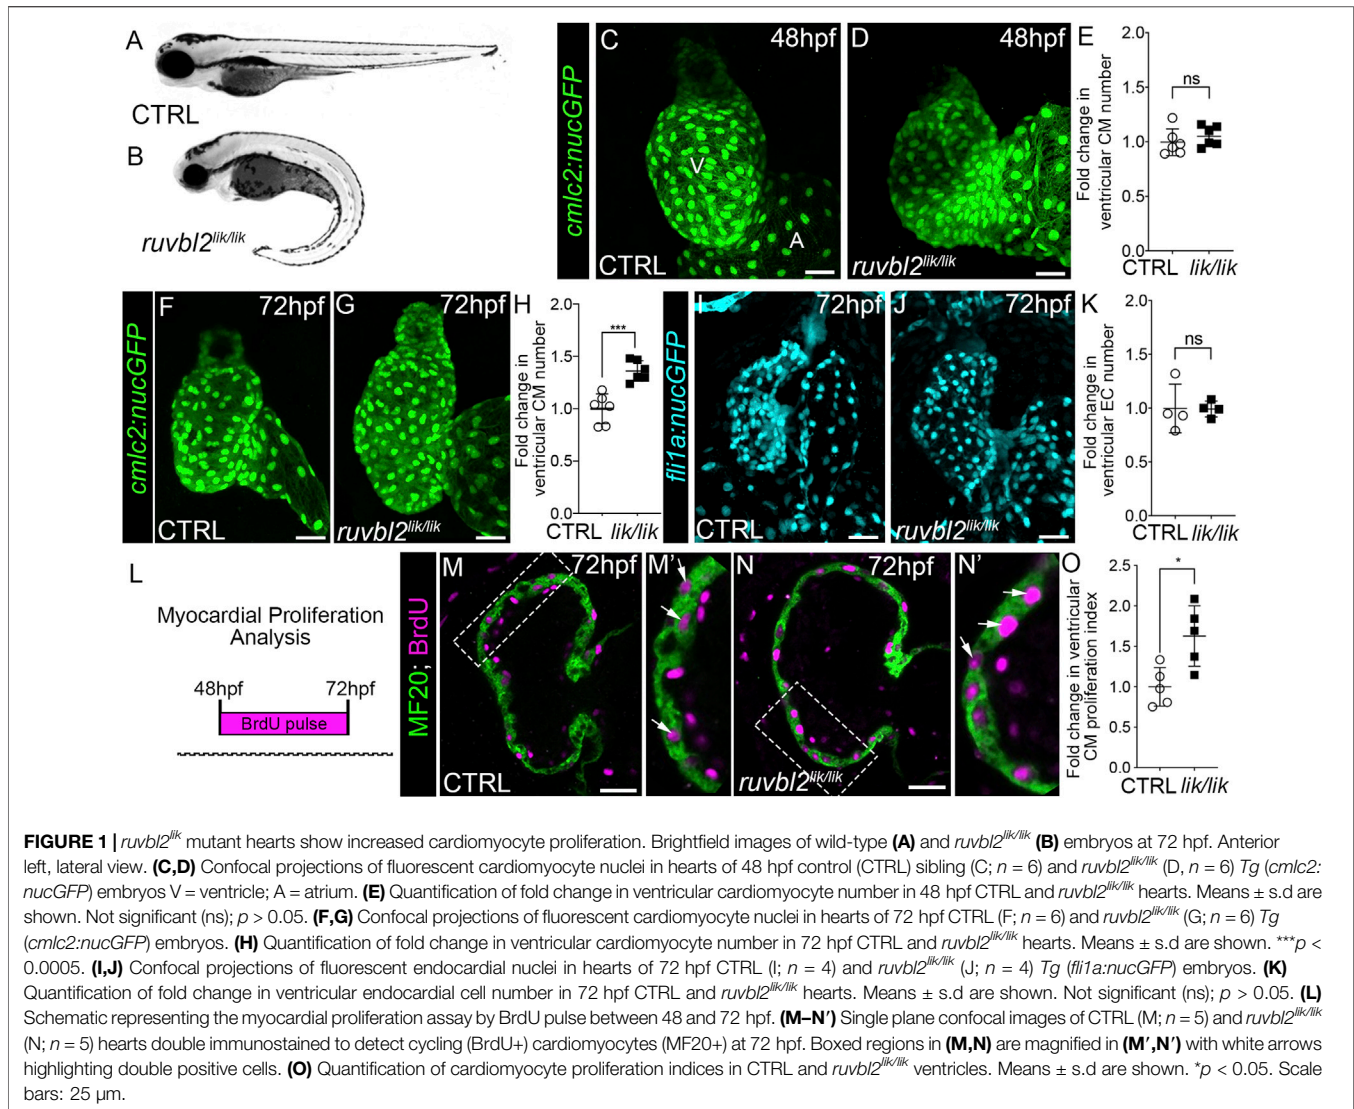 A
CTRL
B
ruvbl2lik/lik
cmlc2:nucGFP
C
48hpf
V
A
CTRL
D
48hpf
ruvbl2lik/lik
E
Fold change in
ventricular CM number
2.0
1.5
1.0
0.5
0.0
ns
CTRL lik/lik
cmlc2:nucGFP
F
72hpf
CTRL
G
72hpf
ruvbl2lik/lik
H
Fold change in
ventricular CM number
2.0
1.5
1.0
0.5
0.0
***
CTRL lik/lik
fli1a:nucGFP
I
72hpf
CTRL
J
72hpf
ruvbl2lik/lik
K
Fold change in
ventricular EC number
2.0
1.5
1.0
0.5
0.0
ns
CTRL lik/lik
L
Myocardial Proliferation
Analysis
48hpf
72hpf
BrdU pulse
MF20; BrdU
M
72hpf
CTRL
M'
N
72hpf
ruvbl2lik/lik
N'
O
Fold change in ventricular
CM proliferation index
2.5
2.0
1.5
1.0
0.5
0.0
*
CTRL lik/lik
FIGURE 1 | ruvbl2lik mutant hearts show increased cardiomyocyte proliferation. Brightfield images of wild-type (A) and ruvbl2lik/lik (B) embryos at 72 hpf. Anterior
left, lateral view. (C,D) Confocal projections of fluorescent cardiomyocyte nuclei in hearts of 48 hpf control (CTRL) sibling (C; n = 6) and ruvbl2lik/lik (D, n = 6) Tg (cmlc2:
nucGFP) embryos V = ventricle; A = atrium. (E) Quantification of fold change in ventricular cardiomyocyte number in 48 hpf CTRL and ruvbl2lik/lik hearts. Means ± s.d are
shown. Not significant (ns); p > 0.05. (F,G) Confocal projections of fluorescent cardiomyocyte nuclei in hearts of 72 hpf CTRL (F; n = 6) and ruvbl2lik/lik (G; n = 6) Tg
(cmlc2:nucGFP) embryos. (H) Quantification of fold change in ventricular cardiomyocyte number in 72 hpf CTRL and ruvbl2lik/lik hearts. Means ± s.d are shown. ***p <
0.0005. (I,J) Confocal projections of fluorescent endocardial nuclei in hearts of 72 hpf CTRL (I; n = 4) and ruvbl2lik/lik (J; n = 4) Tg (fli1a:nucGFP) embryos. (K)
Quantification of fold change in ventricular endocardial cell number in 72 hpf CTRL and ruvbl2lik/lik hearts. Means ± s.d are shown. Not significant (ns); p > 0.05. (L)
Schematic representing the myocardial proliferation assay by BrdU pulse between 48 and 72 hpf. (M–N′) Single plane confocal images of CTRL (M; n = 5) and ruvbl2lik/lik
(N; n = 5) hearts double immunostained to detect cycling (BrdU+) cardiomyocytes (MF20+) at 72 hpf. Boxed regions in (M,N) are magnified in (M′,N′) with white arrows
highlighting double positive cells. (O) Quantification of cardiomyocyte proliferation indices in CTRL and ruvbl2lik/lik ventricles. Means ± s.d are shown. *p < 0.05. Scale
bars: 25 μm.